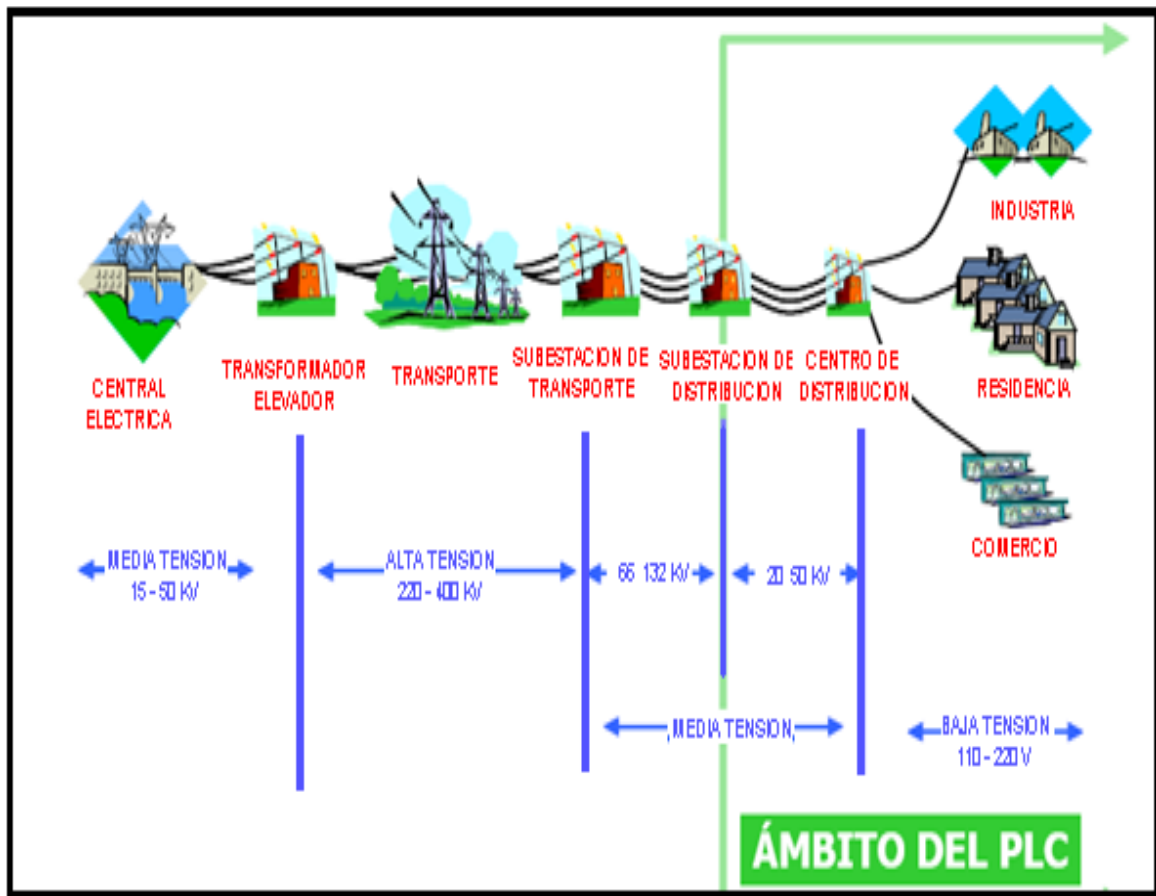 INDUSTRIA
CENTRAL
ELECTRICA
TRANSFORMADOR
ELEVADOR
TRANSPORTE
SUBESTACION DE
TRANSPORTE
SUBESTACION DE
DISTRIBUCION
CENTRO DE
DISTRIBUCION
RESIDENCIA
COMERCIO
MEDIA TENSION
15 - 50 KV
ALTA TENSION
220 - 400 KV
66 132 KV
20 50 KV
MEDIA TENSION
BAJA TENSION
110 - 220 V
ÁMBITO DEL PLC